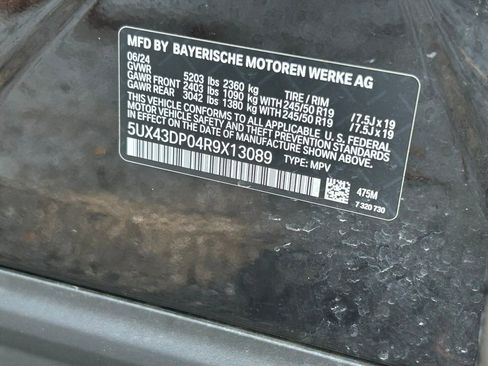 MFD BY BAYERISCHE MOTOREN WERKE AG
06/24
GVWR 5203 lbs 2360 kg TIRE / RIM
GAWR FRONT 2403 lbs 1090 kg WITH 245/50 R19 / 7.5J x 19
GAWR REAR 3042 lbs 1380 kg WITH 245/50 R19 / 7.5J x 19
THIS VEHICLE CONFORMS TO ALL APPLICABLE U. S. FEDERAL
MOTOR VEHICLE SAFETY, BUMPER, AND THEFT
PREVENTION STANDARDS IN EFFECT ON THE
DATE OF MANUFACTURE SHOWN ABOVE.
5UX43DP04R9X13089 TYPE: MPV
475M
7 320 730